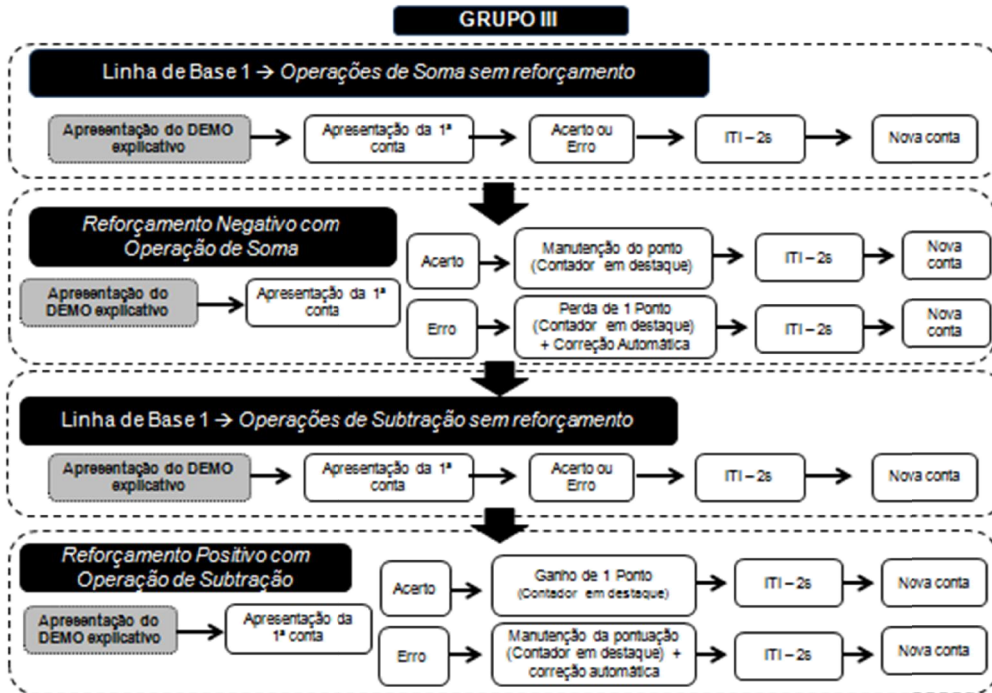 GRUPO III
Linha de Base 1 → Operações de Soma sem reforçamento
Apresentação do DEMO
explicativo
Apresentação da 1ª
conta
Acerto ou
Erro
ITI – 2s
Nova conta
Reforçamento Negativo com
Operação de Soma
Apresentação do
DEMO explicativo
Apresentação da 1ª
conta
Acerto
Manutenção do ponto
(Contador em destaque)
ITI – 2s
Nova
conta
Erro
Perda de 1 Ponto
(Contador em destaque)
+ Correção Automática
ITI – 2s
Nova
conta
Linha de Base 1 → Operações de Subtração sem reforçamento
Apresentação do DEMO
explicativo
Apresentação da 1ª
conta
Acerto ou
Erro
ITI – 2s
Nova conta
Reforçamento Positivo com
Operação de Subtração
Apresentação do
DEMO explicativo
Apresentação da
1ª conta
Acerto
Ganho de 1 Ponto
(Contador em destaque)
ITI – 2s
Nova conta
Erro
Manutenção da pontuação
(Contador em destaque) +
correção automática
ITI – 2s
Nova conta